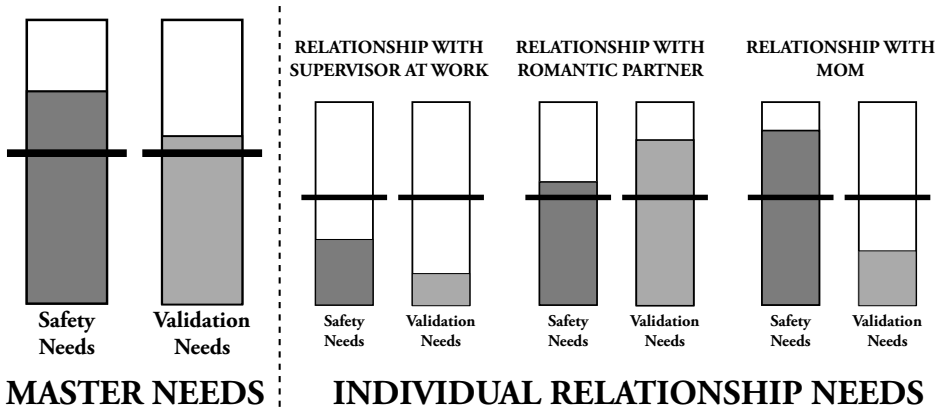 RELATIONSHIP WITH
SUPERVISOR AT WORK
RELATIONSHIP WITH
ROMANTIC PARTNER
RELATIONSHIP WITH
MOM
Safety
Needs
Validation
Needs
Safety
Needs
Validation
Needs
Safety
Needs
Validation
Needs
Safety
Needs
Validation
Needs
MASTER NEEDS
INDIVIDUAL RELATIONSHIP NEEDS